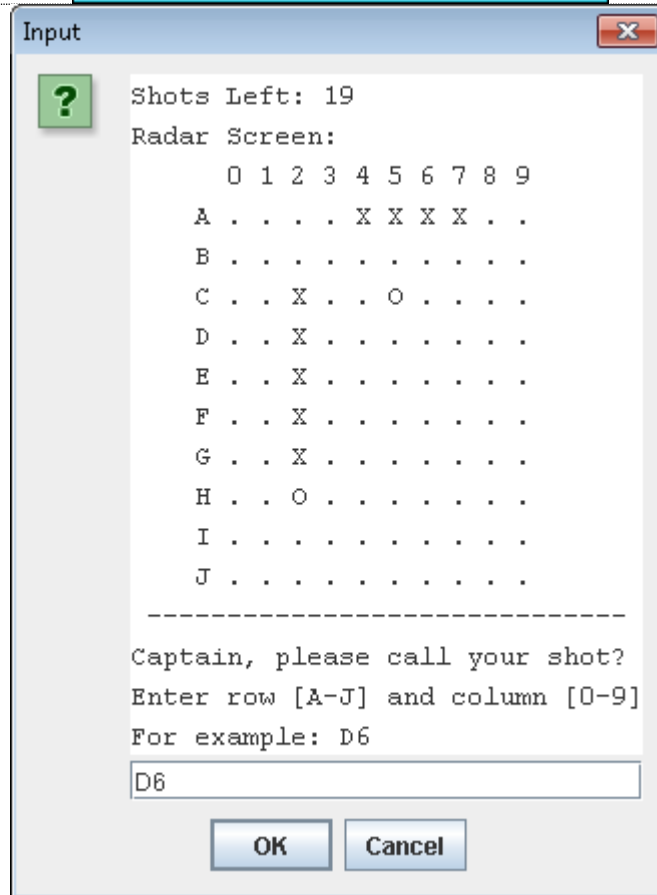 Input
Shots Left: 19
Radar Screen:
0 1 2 3 4 5 6 7 8 9
A . . . . X X X X . .
B . . . . . . . . . .
C . . X . . O . . . .
D . . X . . . . . . .
E . . X . . . . . . .
F . . X . . . . . . .
G . . X . . . . . . .
H . . O . . . . . . .
I . . . . . . . . . .
J . . . . . . . . . .
------------------------------
Captain, please call your shot?
Enter row [A-J] and column [0-9]
For example: D6
D6
OK Cancel